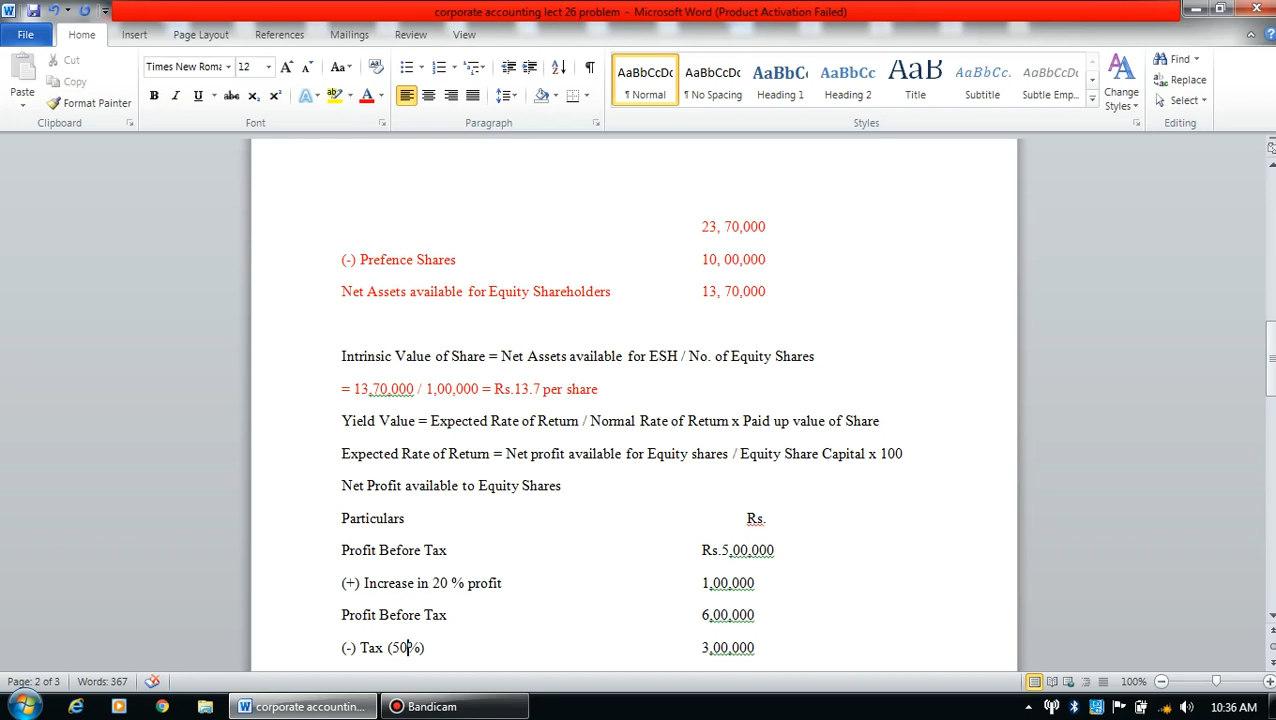 corporate accounting lect 26 problem - Microsoft Word (Product Activation Failed)
File Home Insert Page Layout References Mailings Review View
Paste Cut Copy Format Painter
Times New Roma 12 Aa
B I U abc X₂ X² A A
AaBbCcDc AaBbCcDc AaBbC AaBbCc AaB AaBbCc. AaBbCcDc
¶ Normal ¶ No Spacing Heading 1 Heading 2 Title Subtitle Subtle Emp...
Change Styles
Find Replace Select
Clipboard Font Paragraph Styles Editing
23, 70,000
(-) Prefence Shares 10, 00,000
Net Assets available for Equity Shareholders 13, 70,000
Intrinsic Value of Share = Net Assets available for ESH / No. of Equity Shares
= 13,70,000 / 1,00,000 = Rs.13.7 per share
Yield Value = Expected Rate of Return / Normal Rate of Return x Paid up value of Share
Expected Rate of Return = Net profit available for Equity shares / Equity Share Capital x 100
Net Profit available to Equity Shares
Particulars Rs.
Profit Before Tax Rs.5,00,000
(+) Increase in 20 % profit 1,00,000
Profit Before Tax 6,00,000
(-) Tax (50%) 3,00,000
Page: 2 of 3 Words: 367 100%
corporate accountin... Bandicam 10:36 AM